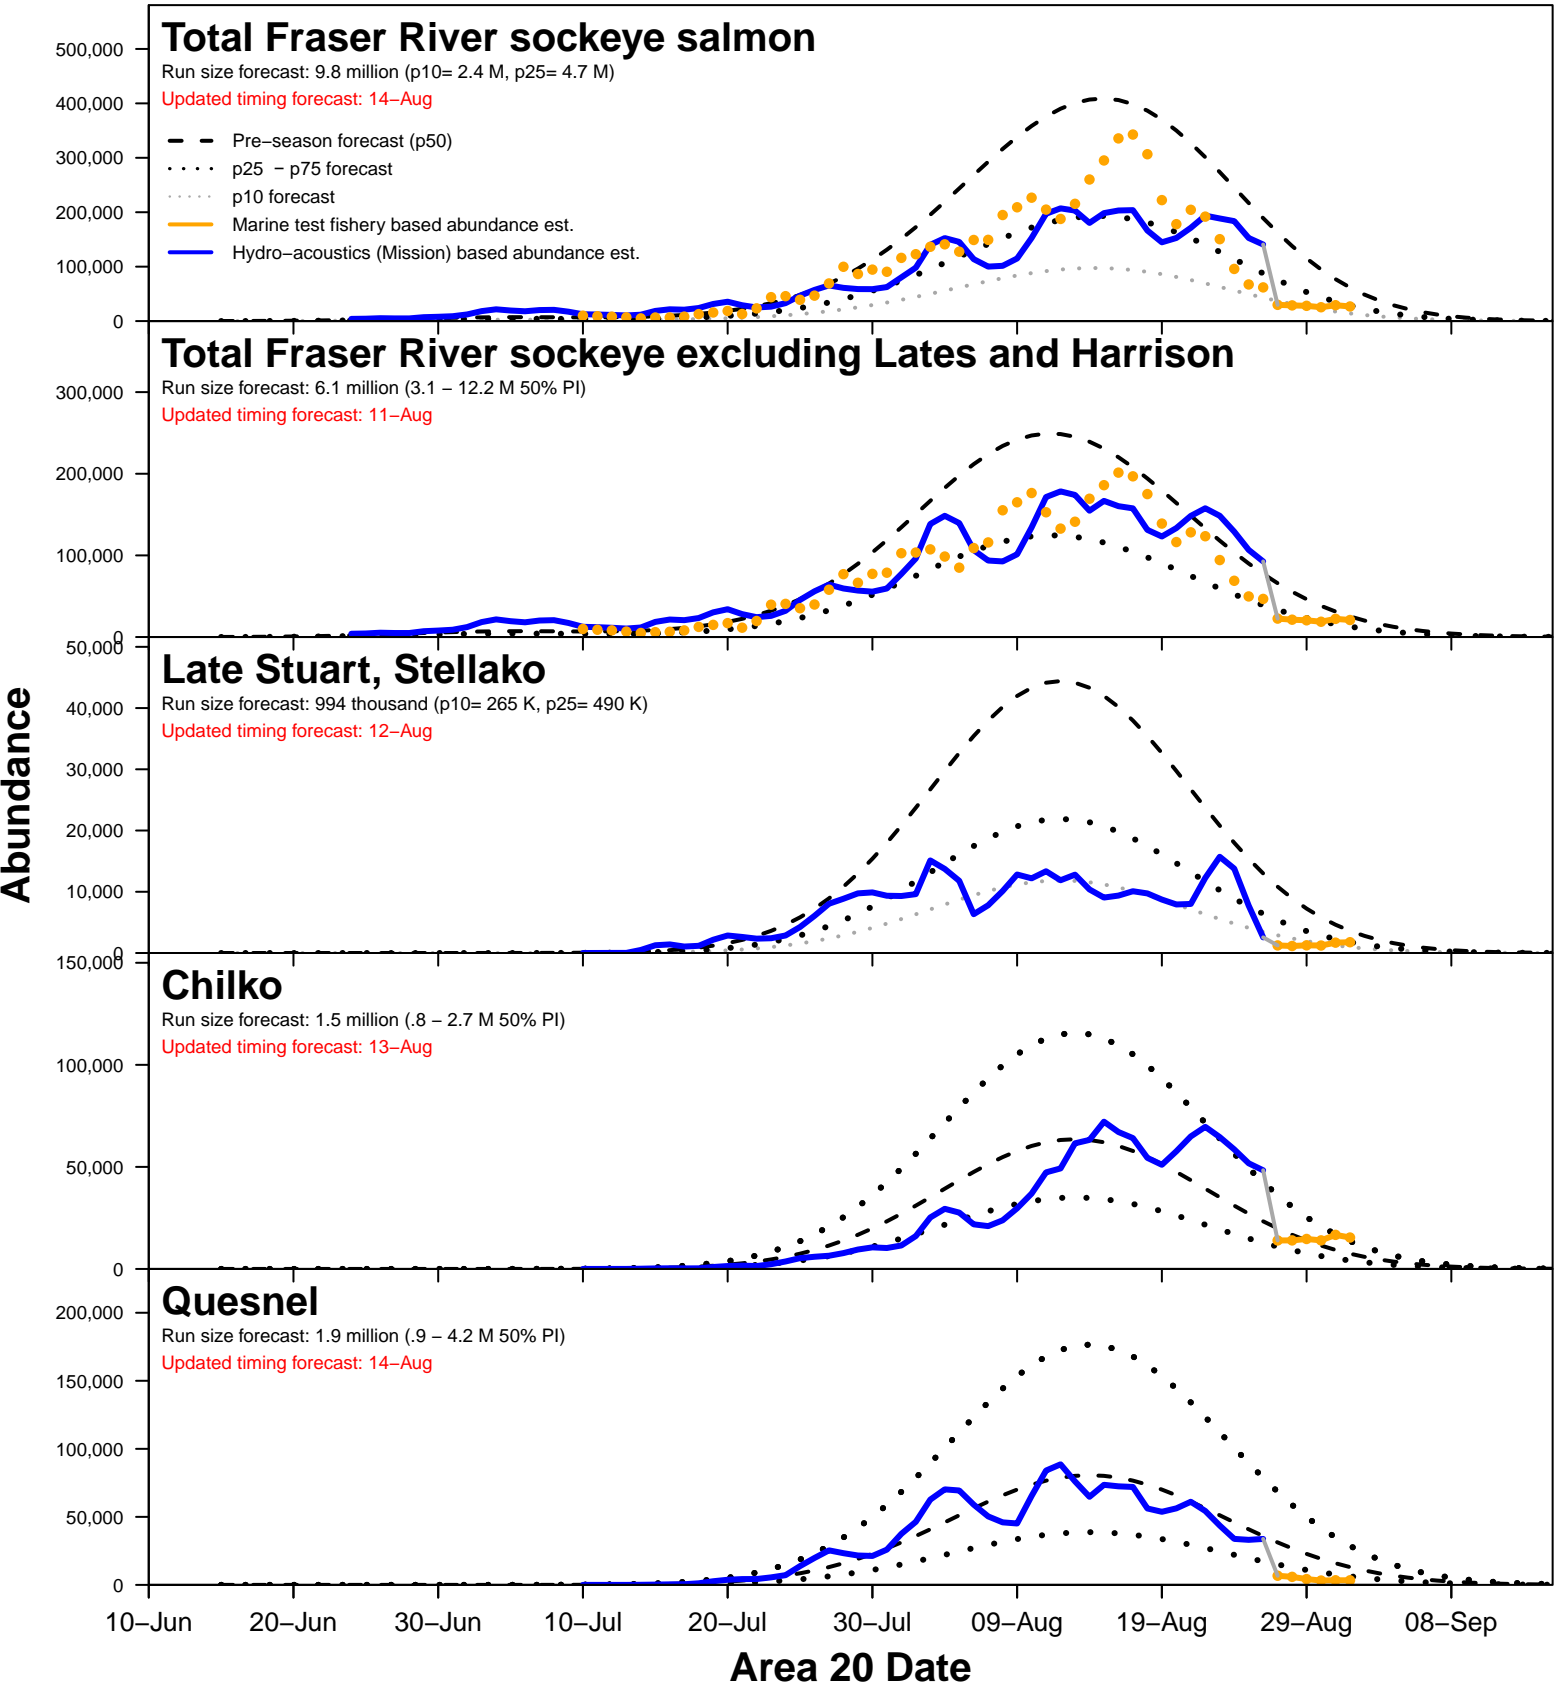 Total Fraser River sockeye salmon
Run size forecast: 9.8 million (p10= 2.4 M, p25= 4.7 M)
Updated timing forecast: 14−Aug
Pre−season forecast (p50)
p25 − p75 forecast
p10 forecast
Marine test fishery based abundance est.
Hydro−acoustics (Mission) based abundance est.
500,000
400,000
300,000
200,000
100,000
0
Total Fraser River sockeye excluding Lates and Harrison
Run size forecast: 6.1 million (3.1 − 12.2 M 50% PI)
Updated timing forecast: 11−Aug
300,000
200,000
100,000
0
Late Stuart, Stellako
Run size forecast: 994 thousand (p10= 265 K, p25= 490 K)
Updated timing forecast: 12−Aug
50,000
40,000
30,000
20,000
10,000
0
Chilko
Run size forecast: 1.5 million (.8 − 2.7 M 50% PI)
Updated timing forecast: 13−Aug
150,000
100,000
50,000
0
Quesnel
Run size forecast: 1.9 million (.9 − 4.2 M 50% PI)
Updated timing forecast: 14−Aug
200,000
150,000
100,000
50,000
0
Abundance
10−Jun 20−Jun 30−Jun 10−Jul 20−Jul 30−Jul 09−Aug 19−Aug 29−Aug 08−Sep
Area 20 Date